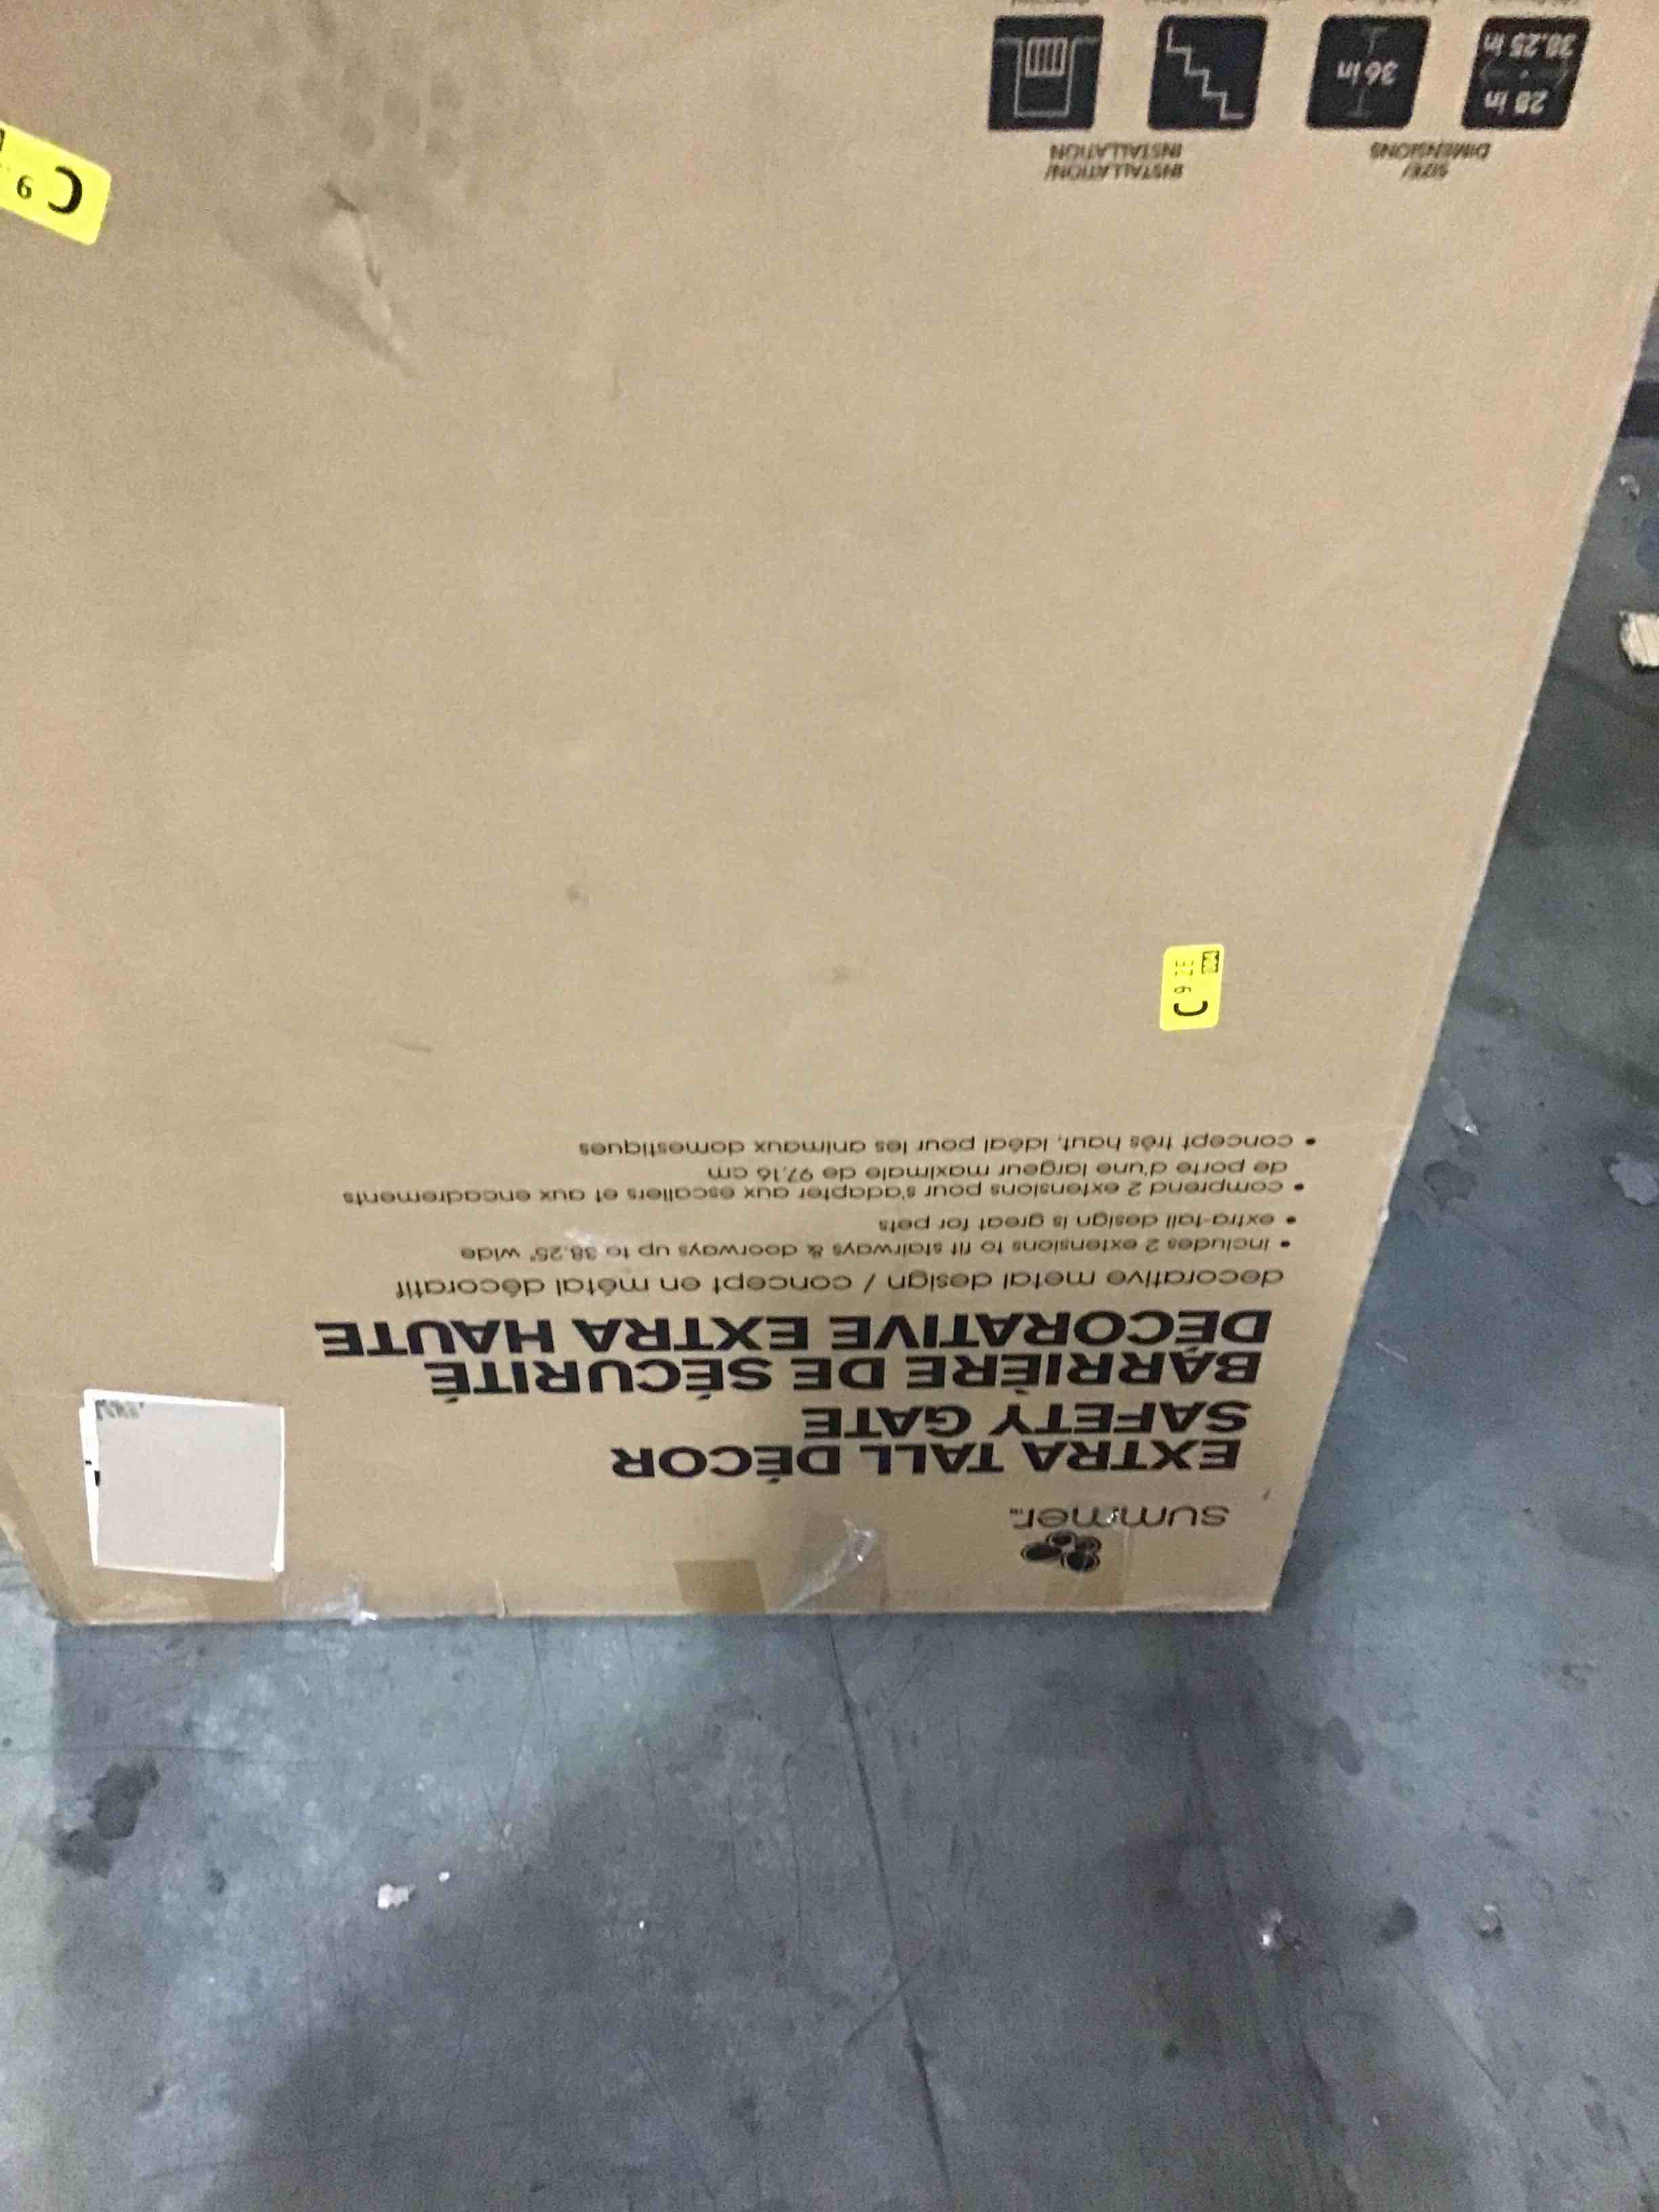 summer™
EXTRA TALL DÉCOR
SAFETY GATE
BARRIÈRE DE SÉCURITÉ
DÉCORATIVE EXTRA HAUTE
decorative metal design / concept en métal décoratif
• includes 2 extensions to fit stairways & doorways up to 38.25" wide
• extra-tall design is great for pets
• comprend 2 extensions pour s'adapter aux escaliers et aux encadrements
de porte d'une largeur maximale de 97,16 cm
• concept très haut, idéal pour les animaux domestiques
C 9
C 9
SIZE/
DIMENSIONS
INSTALLATION/
INSTALLATION
28 in
38.25 in
36 in